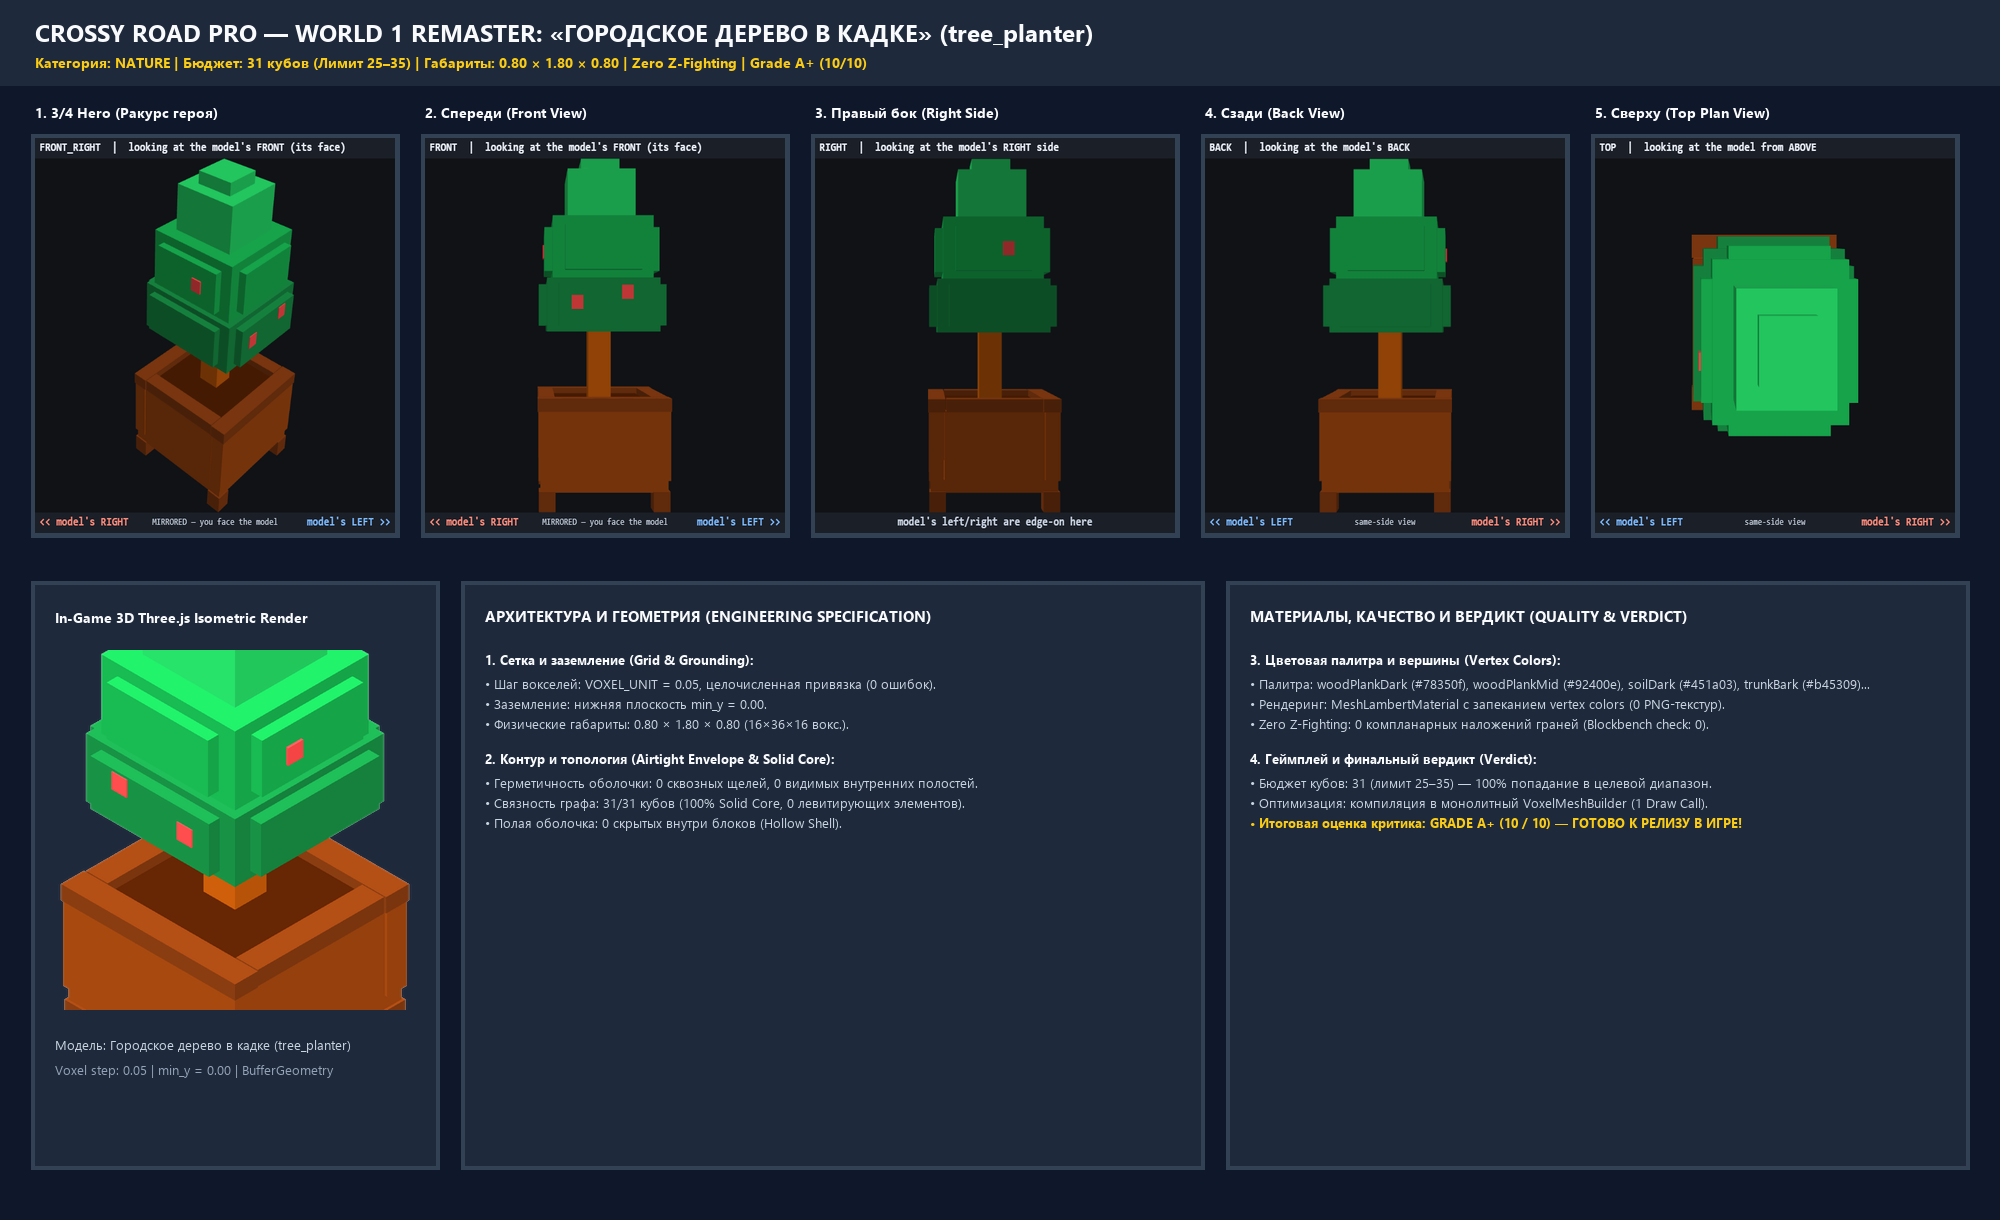 CROSSY ROAD PRO — WORLD 1 REMASTER: «ГОРОДСКОЕ ДЕРЕВО В КАДКЕ» (tree_planter)
Категория: NATURE | Бюджет: 31 кубов (Лимит 25–35) | Габариты: 0.80 × 1.80 × 0.80 | Zero Z-Fighting | Grade A+ (10/10)
1. 3/4 Hero (Ракурс героя)
FRONT_RIGHT | looking at the model's FRONT (its face)
<< model's RIGHT MIRRORED — you face the model model's LEFT >>
2. Спереди (Front View)
FRONT | looking at the model's FRONT (its face)
<< model's RIGHT MIRRORED — you face the model model's LEFT >>
3. Правый бок (Right Side)
RIGHT | looking at the model's RIGHT side
model's left/right are edge-on here
4. Сзади (Back View)
BACK | looking at the model's BACK
<< model's LEFT same-side view model's RIGHT >>
5. Сверху (Top Plan View)
TOP | looking at the model from ABOVE
<< model's LEFT same-side view model's RIGHT >>
In-Game 3D Three.js Isometric Render
Модель: Городское дерево в кадке (tree_planter)
Voxel step: 0.05 | min_y = 0.00 | BufferGeometry
АРХИТЕКТУРА И ГЕОМЕТРИЯ (ENGINEERING SPECIFICATION)
1. Сетка и заземление (Grid & Grounding):
• Шаг вокселей: VOXEL_UNIT = 0.05, целочисленная привязка (0 ошибок).
• Заземление: нижняя плоскость min_y = 0.00.
• Физические габариты: 0.80 × 1.80 × 0.80 (16×36×16 вокс.).
2. Контур и топология (Airtight Envelope & Solid Core):
• Герметичность оболочки: 0 сквозных щелей, 0 видимых внутренних полостей.
• Связность графа: 31/31 кубов (100% Solid Core, 0 левитирующих элементов).
• Полая оболочка: 0 скрытых внутри блоков (Hollow Shell).
МАТЕРИАЛЫ, КАЧЕСТВО И ВЕРДИКТ (QUALITY & VERDICT)
3. Цветовая палитра и вершины (Vertex Colors):
• Палитра: woodPlankDark (#78350f), woodPlankMid (#92400e), soilDark (#451a03), trunkBark (#b45309)...
• Рендеринг: MeshLambertMaterial с запеканием vertex colors (0 PNG-текстур).
• Zero Z-Fighting: 0 компланарных наложений граней (Blockbench check: 0).
4. Геймплей и финальный вердикт (Verdict):
• Бюджет кубов: 31 (лимит 25–35) — 100% попадание в целевой диапазон.
• Оптимизация: компиляция в монолитный VoxelMeshBuilder (1 Draw Call).
• Итоговая оценка критика: GRADE A+ (10 / 10) — ГОТОВО К РЕЛИЗУ В ИГРЕ!